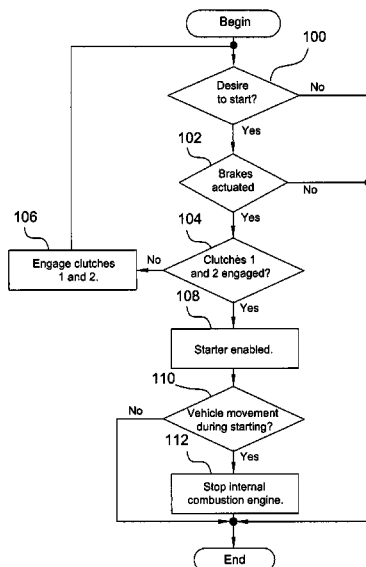 Begin
100
Desire
to start?
No
Yes
102
Brakes
actuated
No
Yes
104
106
Clutches 1
and 2 engaged?
Engage clutches
1 and 2.
No
Yes
108
Starter enabled.
110
Vehicle movement
during starting?
No
Yes
112
Stop internal
combustion engine.
End